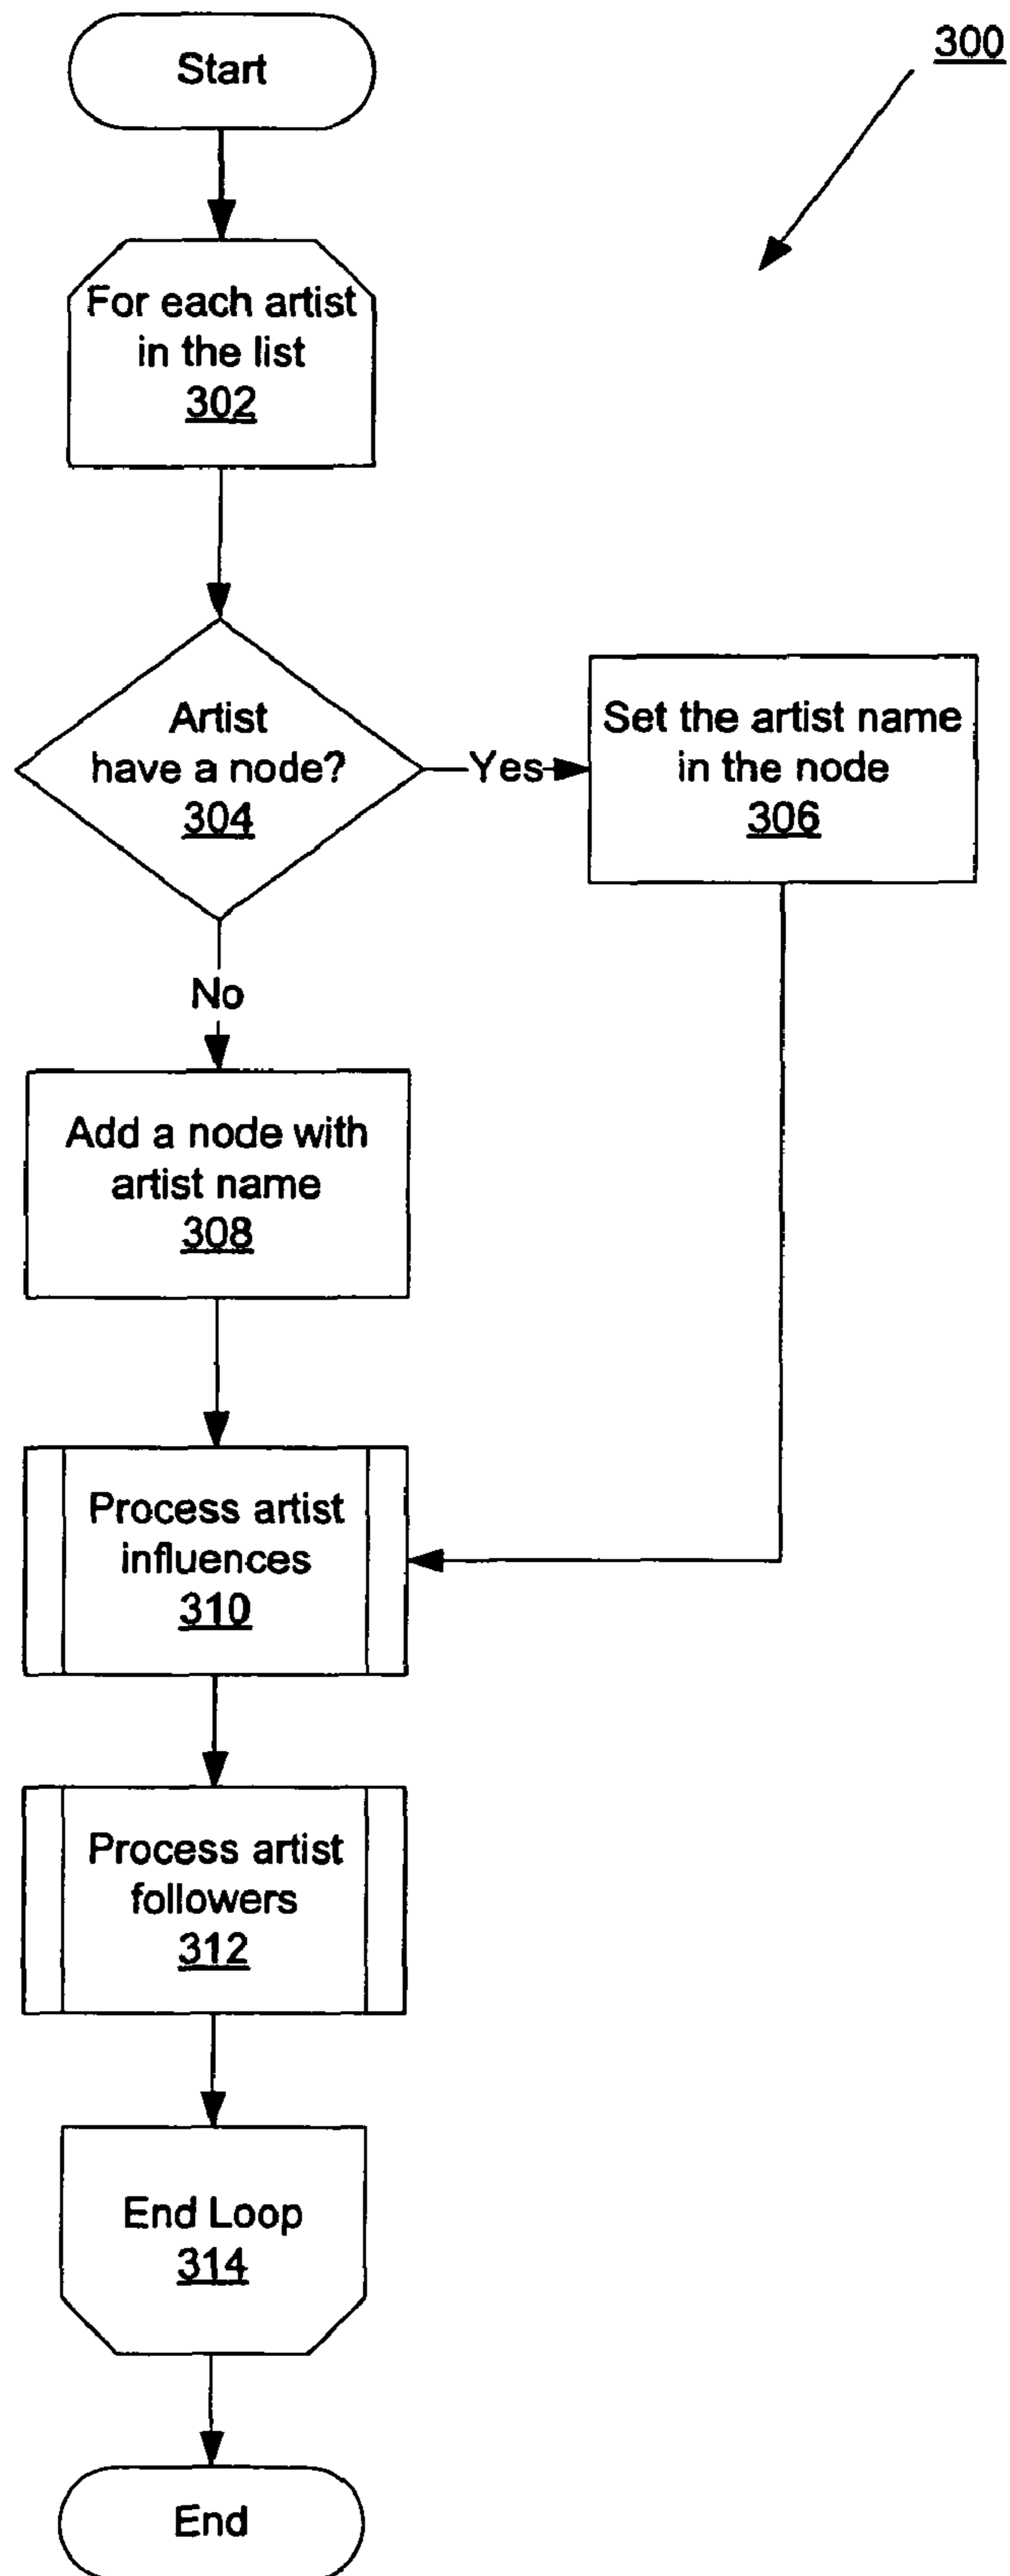 Start
300
For each artist
in the list
302
Artist
have a node?
304
Yes
Set the artist name
in the node
306
No
Add a node with
artist name
308
Process artist
influences
310
Process artist
followers
312
End Loop
314
End